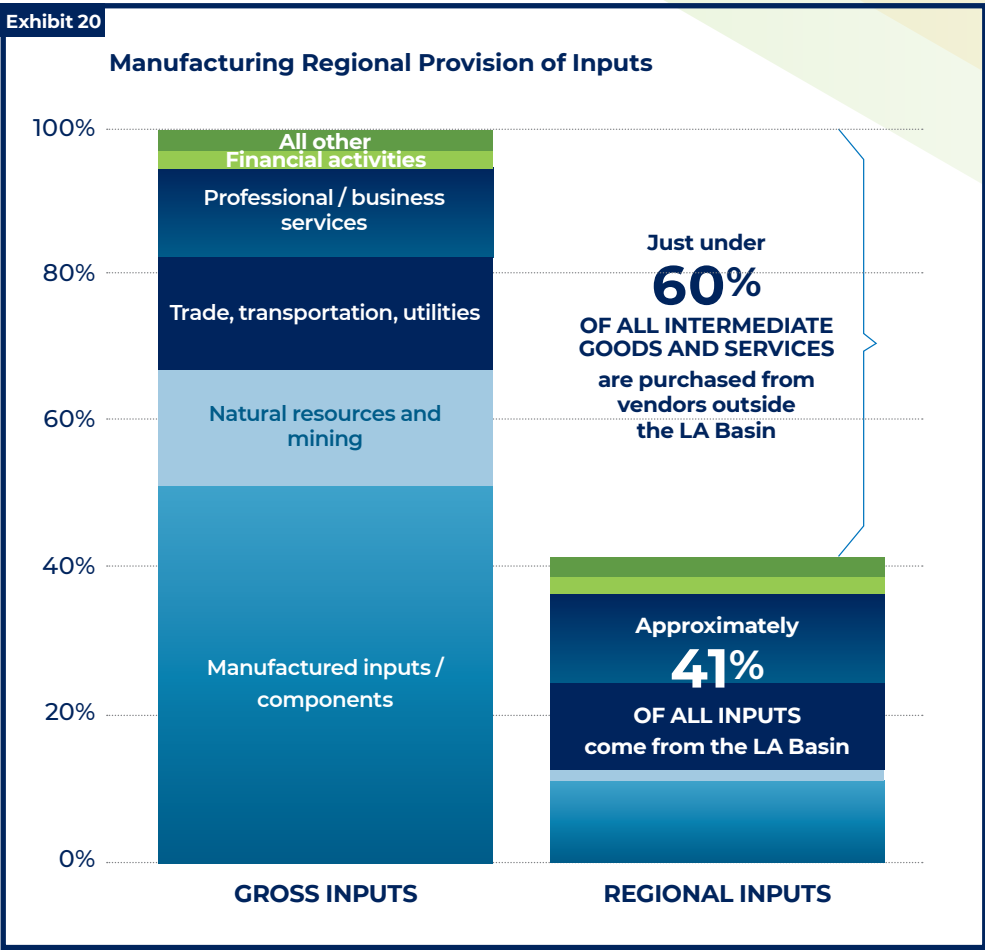 Exhibit 20
Manufacturing Regional Provision of Inputs
100%
80%
60%
40%
20%
0%
All other
Financial activities
Professional / business
services
Trade, transportation, utilities
Natural resources and
mining
Manufactured inputs /
components
Just under
60%
OF ALL INTERMEDIATE
GOODS AND SERVICES
are purchased from
vendors outside
the LA Basin
Approximately
41%
OF ALL INPUTS
come from the LA Basin
GROSS INPUTS
REGIONAL INPUTS